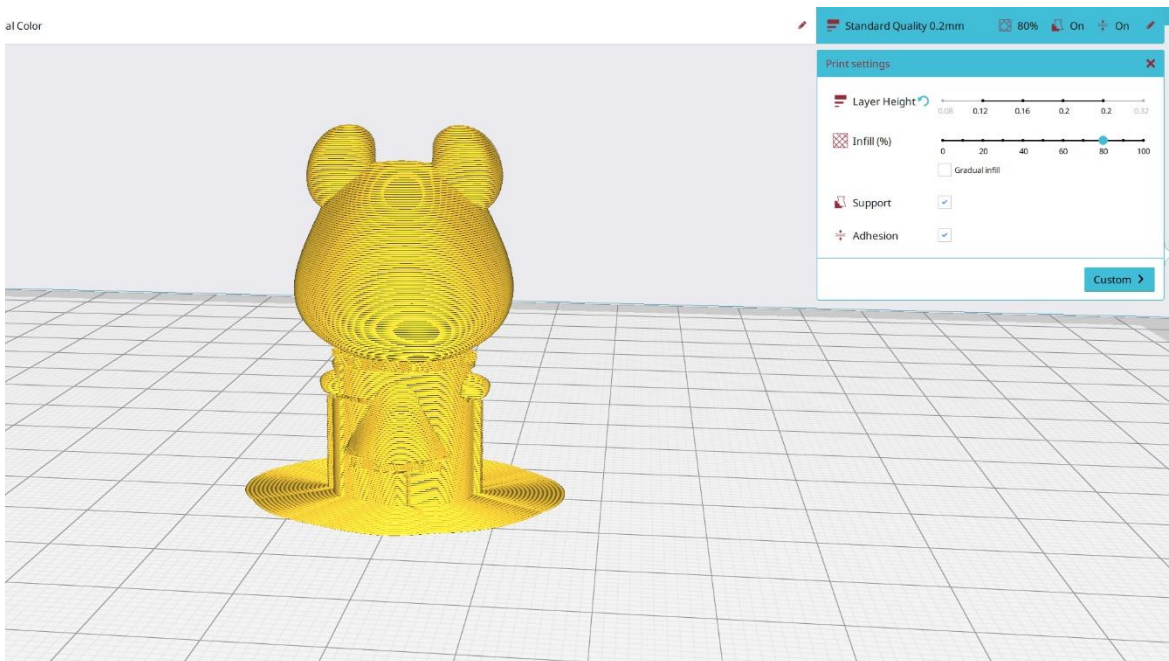 al Color
Standard Quality 0.2mm 80% On On
Print settings
Layer Height
0.08 0.12 0.16 0.2 0.2 0.32
Infill (%)
0 20 40 60 80 100
Gradual infill
Support
Adhesion
Custom